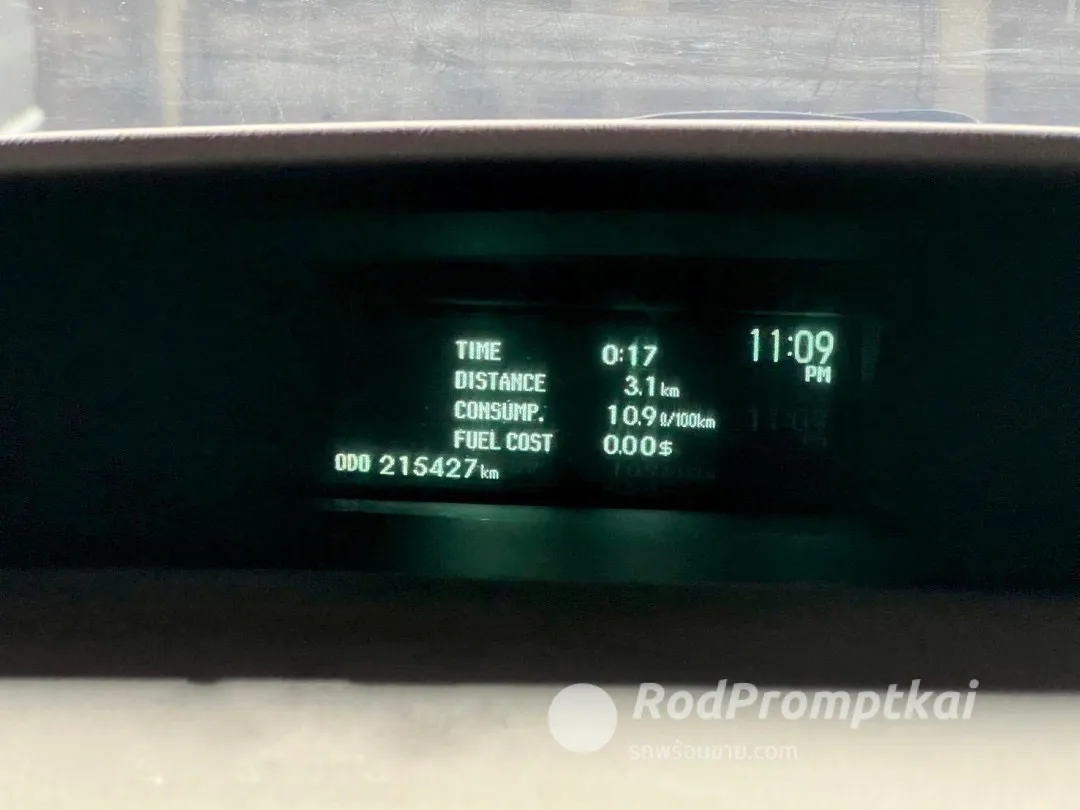 TIME 0:17 11:09
PM
DISTANCE 3.1 km
CONSUMP. 10.9 ℓ/100km
FUEL COST 0.00 $
ODO 215427 km
RodPromptkai
รถพร้อมขาย.com